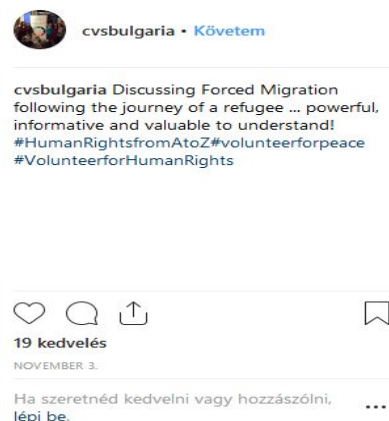 cvsbulgaria • Követem
cvsbulgaria Discussing Forced Migration
following the journey of a refugee ... powerful,
informative and valuable to understand!
#HumanRightsfromAtoZ#volunteerforpeace
#VolunteerforHumanRights
19 kedvelés
NOVEMBER 3.
Ha szeretnéd kedvelni vagy hozzászólni,
lépj be.